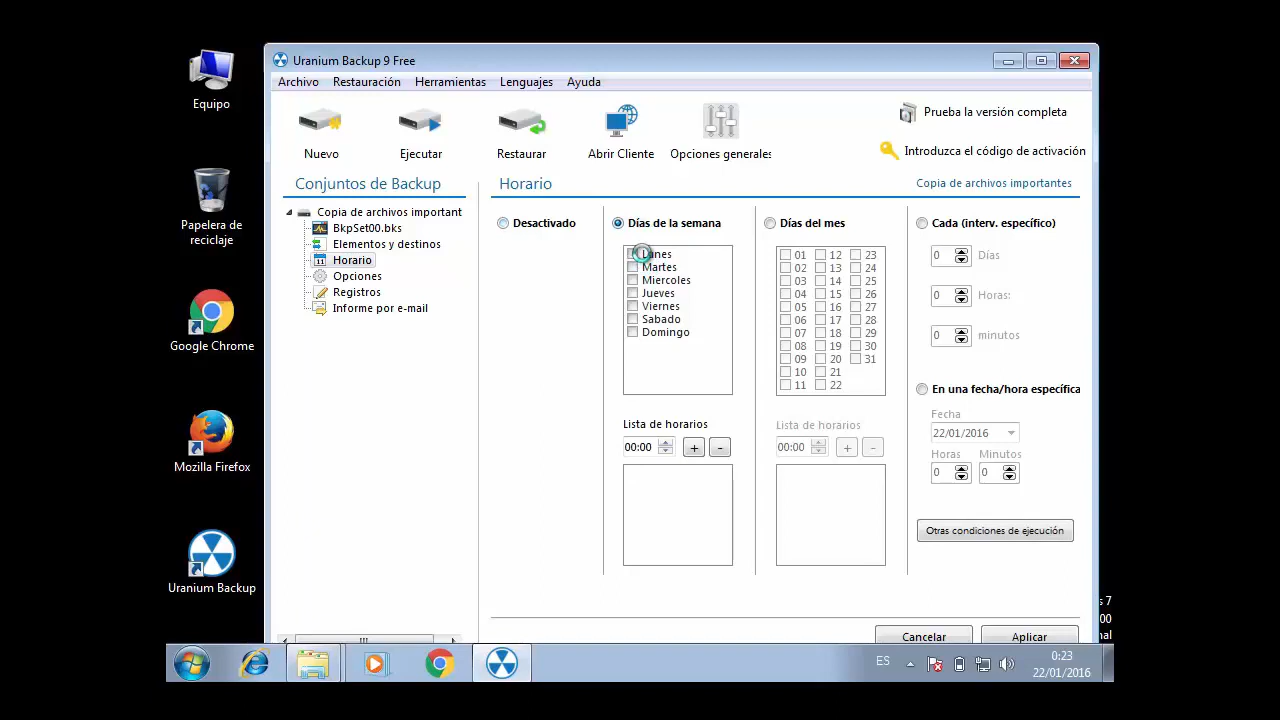 Equipo
Papelera de
reciclaje
Google Chrome
Mozilla Firefox
Uranium Backup
Uranium Backup 9 Free
Archivo Restauración Herramientas Lenguajes Ayuda
Nuevo Ejecutar Restaurar Abrir Cliente Opciones generales
Prueba la versión completa
Introduzca el código de activación
Conjuntos de Backup
Copia de archivos important
BkpSet00.bks
Elementos y destinos
11 Horario
Opciones
Registros
Informe por e-mail
Horario
Copia de archivos importantes
Desactivado
Días de la semana
Lunes
Martes
Miercoles
Jueves
Viernes
Sabado
Domingo
Lista de horarios
00:00 + -
Días del mes
01 12 23
02 13 24
03 14 25
04 15 26
05 16 27
06 17 28
07 18 29
08 19 30
09 20 31
10 21
11 22
Lista de horarios
00:00 + -
Cada (interv. específico)
0 Días
0 Horas:
0 minutos
En una fecha/hora específica
Fecha
22/01/2016
Horas Minutos
0 0
Otras condiciones de ejecución
Cancelar Aplicar
s 7
00
nal
ES
0:23
22/01/2016